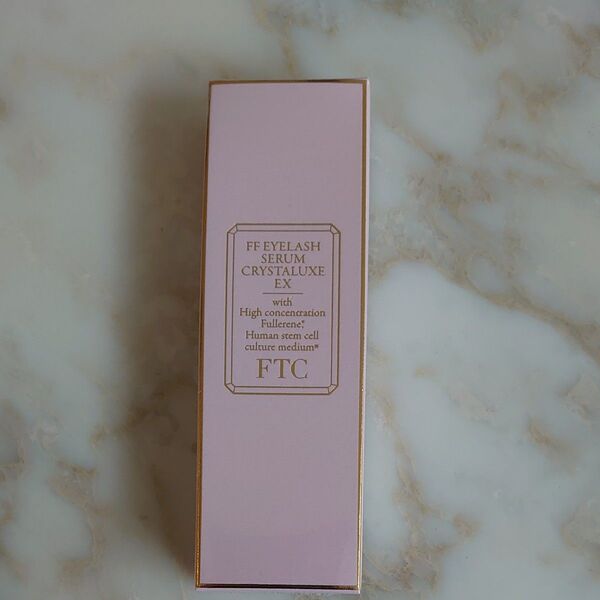 FF EYELASH
SERUM
CRYSTALUXE
EX
with
High concentration
Fullerene,*
Human stem cell
culture medium*
FTC